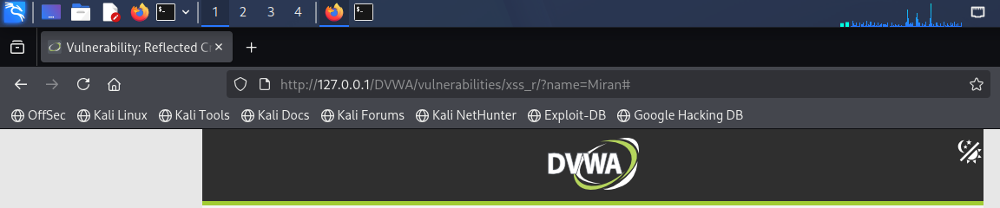 1 2 3 4
Vulnerability: Reflected Cr
http://127.0.0.1/DVWA/vulnerabilities/xss_r/?name=Miran#
OffSec Kali Linux Kali Tools Kali Docs Kali Forums Kali NetHunter Exploit-DB Google Hacking DB
DVWA